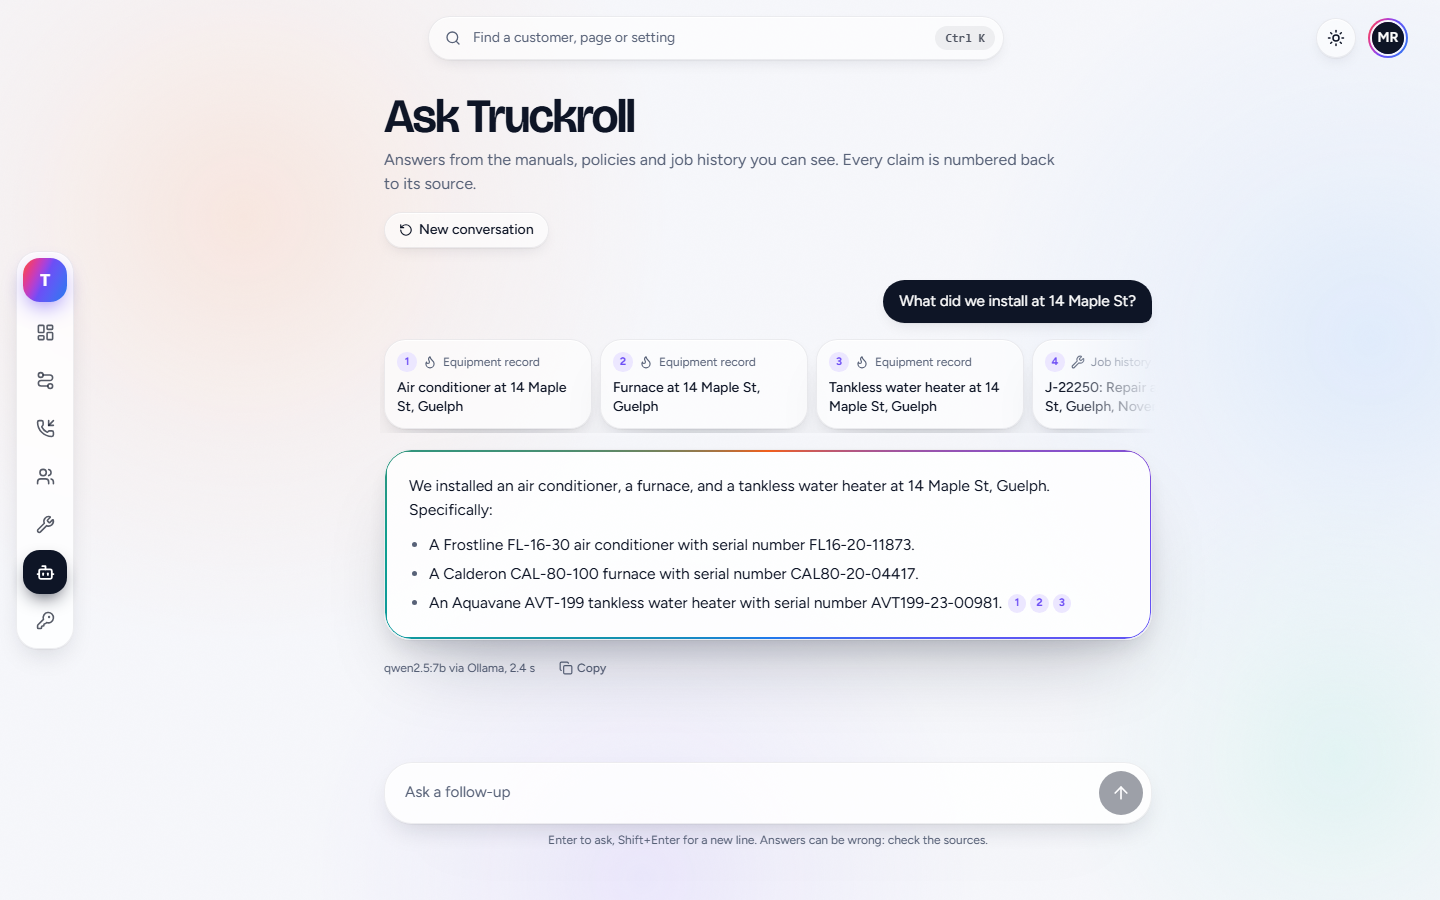 Find a customer, page or setting
Ctrl K
MR
Ask Truckroll
Answers from the manuals, policies and job history you can see. Every claim is numbered back
to its source.
New conversation
T
What did we install at 14 Maple St?
1 Equipment record
Air conditioner at 14 Maple
St, Guelph
2 Equipment record
Furnace at 14 Maple St,
Guelph
3 Equipment record
Tankless water heater at 14
Maple St, Guelph
4 Job history
J-22250: Repair
St, Guelph,
We installed an air conditioner, a furnace, and a tankless water heater at 14 Maple St, Guelph.
Specifically:
• A Frostline FL-16-30 air conditioner with serial number FL16-20-11873.
• A Calderon CAL-80-100 furnace with serial number CAL80-20-04417.
• An Aquavane AVT-199 tankless water heater with serial number AVT199-23-00981. 1 2 3
qwen2.5:7b via Ollama, 2.4 s
Copy
Ask a follow-up
Enter to ask, Shift+Enter for a new line. Answers can be wrong: check the sources.